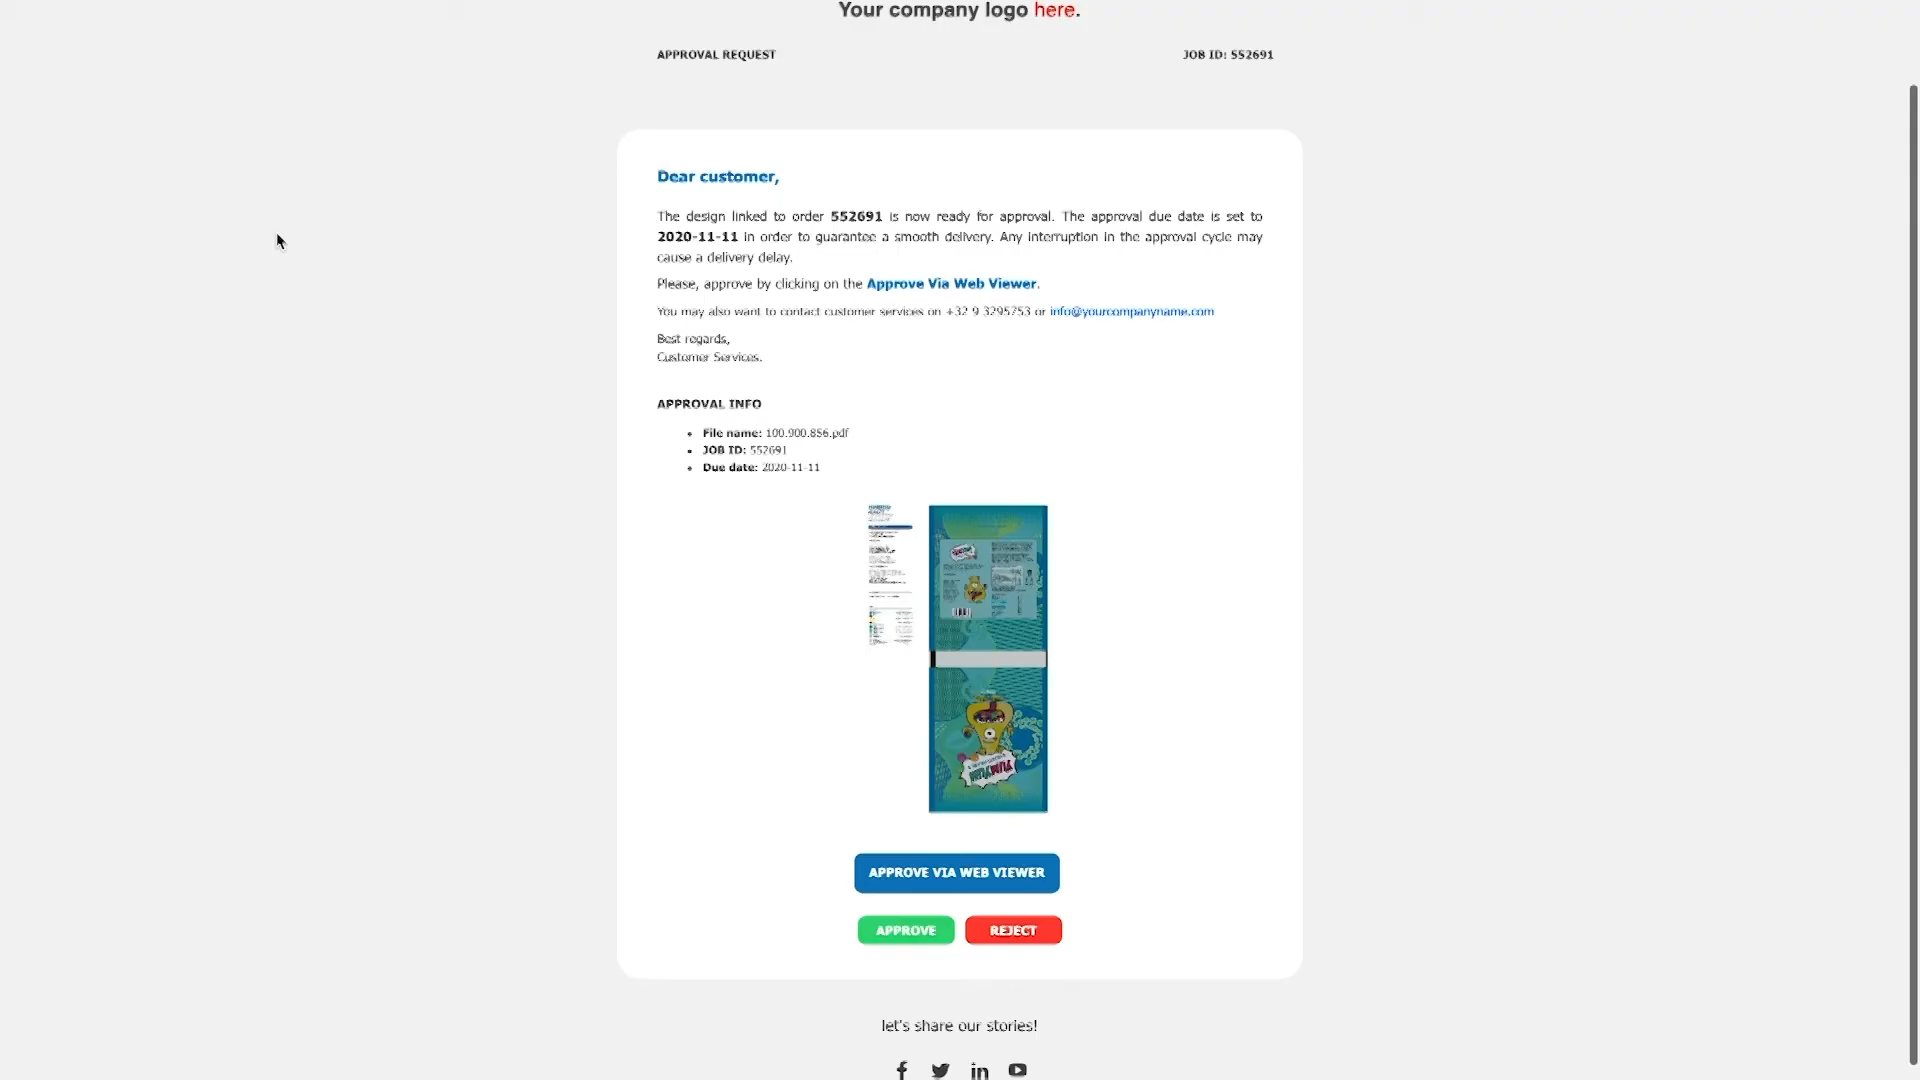 Your company logo here.
APPROVAL REQUEST
JOB ID: 552691
Dear customer,
The design linked to order 552691 is now ready for approval. The approval due date is set to
2020-11-11 in order to guarantee a smooth delivery. Any interruption in the approval cycle may
cause a delivery delay.
Please, approve by clicking on the Approve Via Web Viewer.
You may also want to contact customer services on +32 9 3295753 or info@yourcompanyname.com
Best regards,
Customer Services.
APPROVAL INFO
File name: 100.900.856.pdf
JOB ID: 552691
Due date: 2020-11-11
YUMYUM
APPROVE VIA WEB VIEWER
APPROVE
REJECT
let's share our stories!